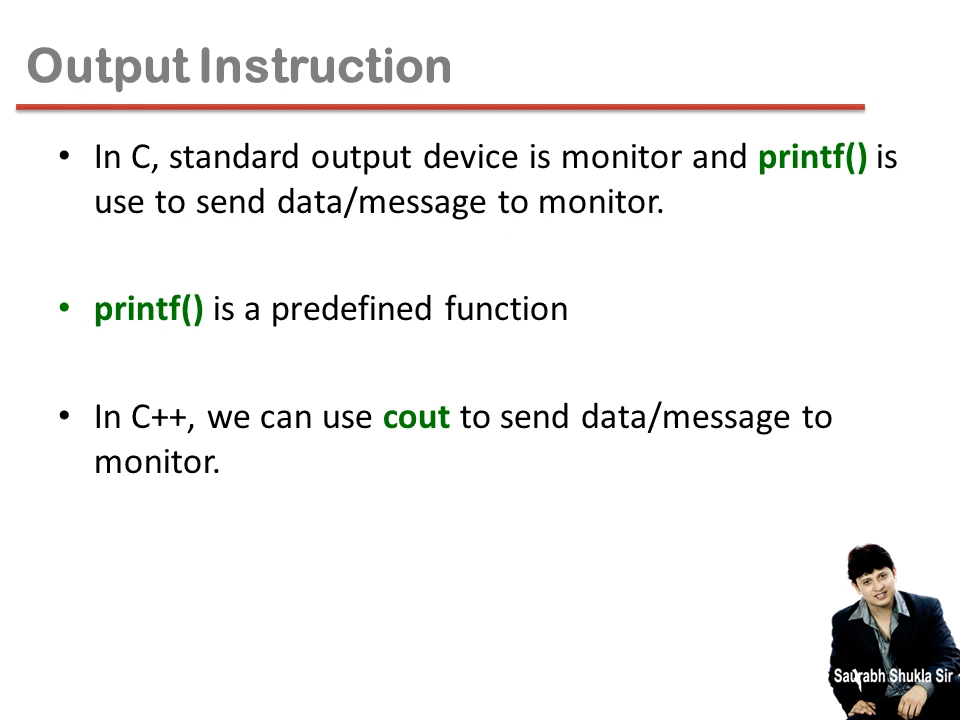 Output Instruction
• In C, standard output device is monitor and printf() is
use to send data/message to monitor.
• printf() is a predefined function
• In C++, we can use cout to send data/message to
monitor.
Saurabh Shukla Sir